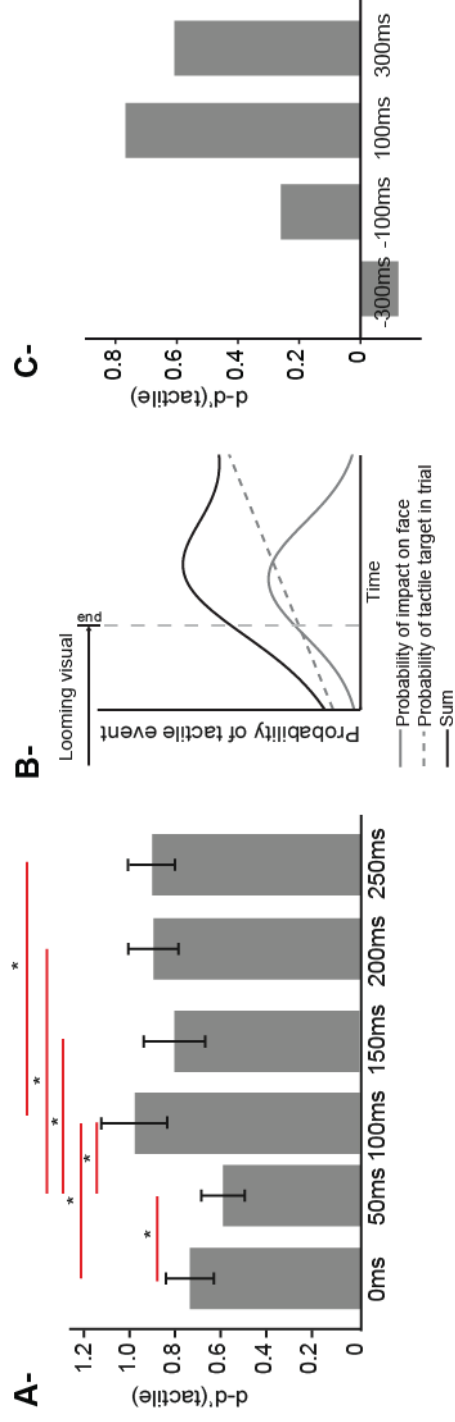 A-
d-d'(tactile)
1.2
1.0
0.8
0.6
0.4
0.2
0
0ms
50ms
100ms
150ms
200ms
250ms
*
*
*
*
*
*
B-
Looming visual
end
Probability of tactile event
Time
Probability of impact on face
Probability of tactile target in trial
Sum
C-
d-d'(tactile)
0.8
0.6
0.4
0.2
0
-300ms
-100ms
100ms
300ms